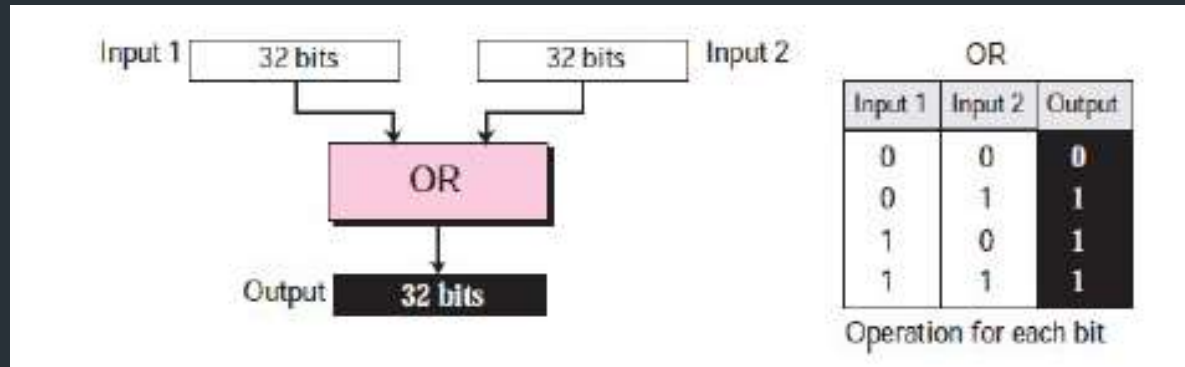 Input 1 32 bits 32 bits Input 2
OR
Output 32 bits
OR
Input 1 Input 2 Output
0 0 0
0 1 1
1 0 1
1 1 1
Operation for each bit